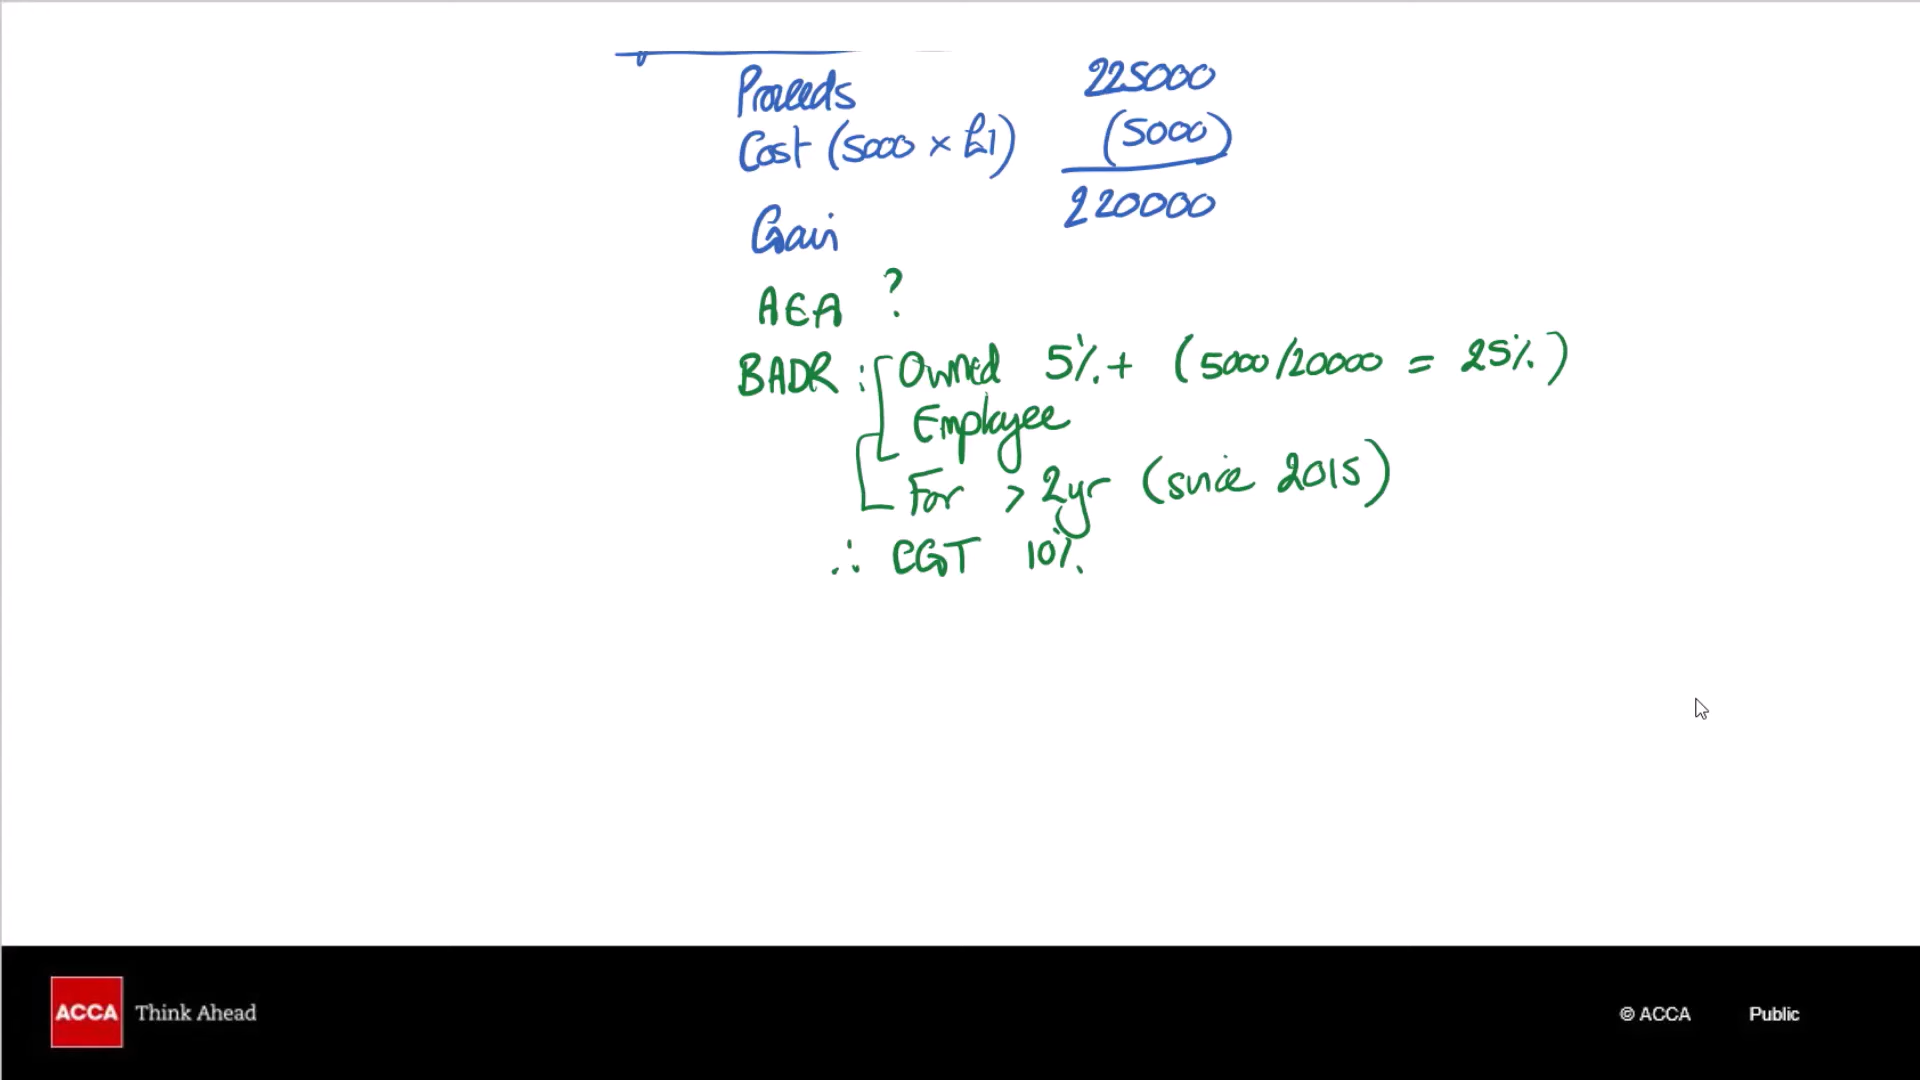 Proceeds 225000
Cost (5000 × £1) (5000)
220000
Gain
AEA ?
BADR : Owned 5%+ (5000/20000 = 25%)
Employee
For > 2yr (since 2015)
∴ CGT 10%
ACCA Think Ahead © ACCA Public